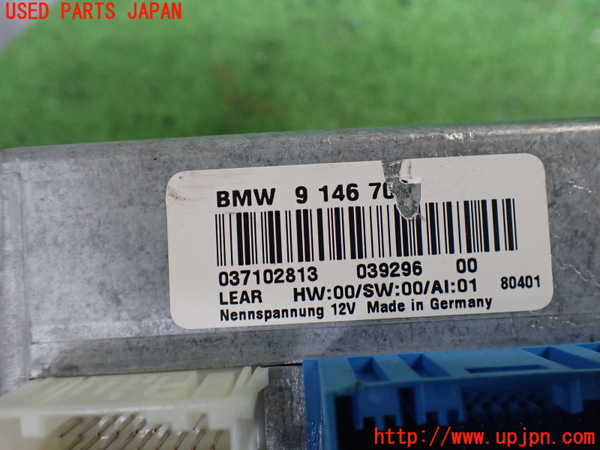 USED PARTS JAPAN
BMW 9 146 70
037102813 039296 00
LEAR HW:00/SW:00/AI:01 80401
Nennspannung 12V Made in Germany
http://www.upjpn.com/